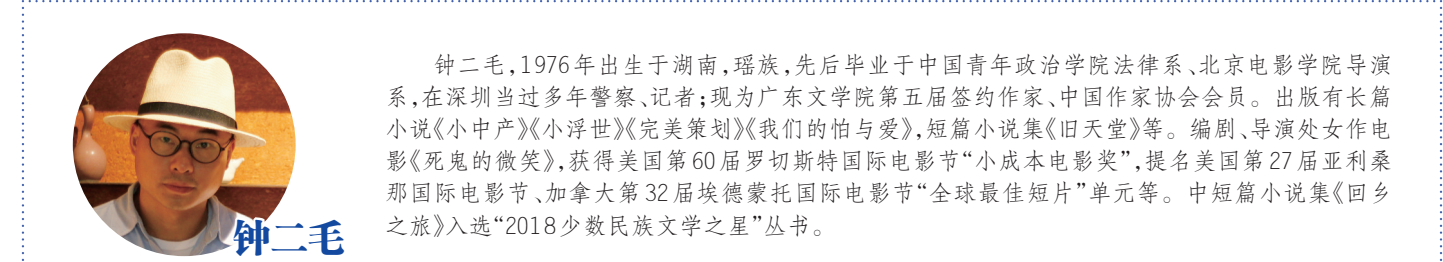 钟二毛
钟二毛,1976年出生于湖南,瑶族,先后毕业于中国青年政治学院法律系、北京电影学院导演
系,在深圳当过多年警察、记者;现为广东文学院第五届签约作家、中国作家协会会员。出版有长篇
小说《小中产》《小浮世》《完美策划》《我们的怕与爱》,短篇小说集《旧天堂》等。编剧、导演处女作电
影《死鬼的微笑》,获得美国第60届罗切斯特国际电影节“小成本电影奖”,提名美国第27届亚利桑
那国际电影节、加拿大第32届埃德蒙托国际电影节“全球最佳短片”单元等。中短篇小说集《回乡
之旅》入选“2018少数民族文学之星”丛书。